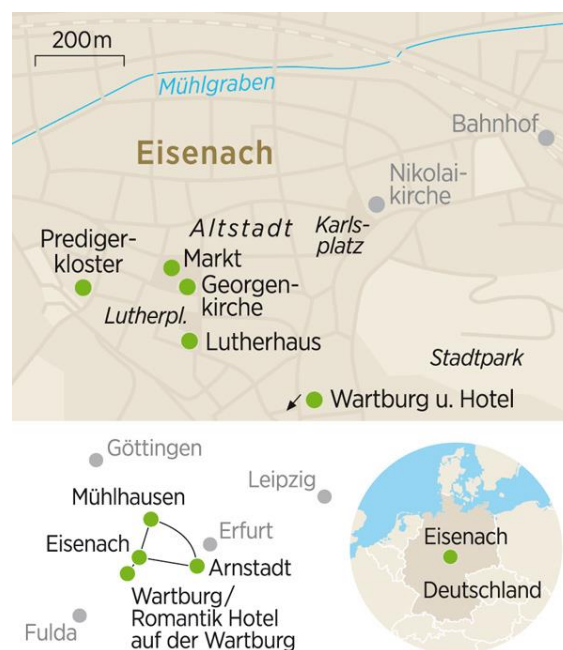 200 m
Mühlgraben
Bahnhof
Eisenach
Nikolai-
kirche
Altstadt
Karls-
platz
Prediger-
kloster
Markt
Georgen-
kirche
Lutherpl.
Lutherhaus
Stadtpark
Wartburg u. Hotel
Göttingen
Leipzig
Mühlhausen
Erfurt
Eisenach
Arnstadt
Wartburg/
Romantik Hotel
auf der Wartburg
Fulda
Eisenach
Deutschland